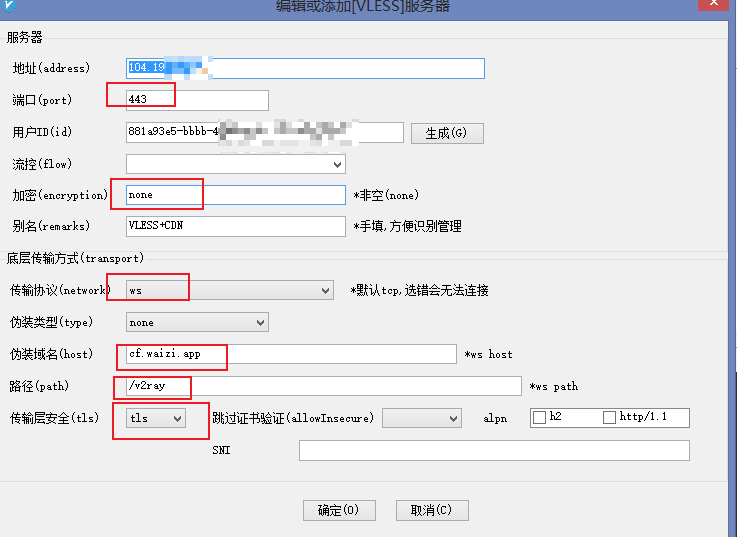 编辑或添加[VLESS]服务器
服务器
地址(address) 104.19
端口(port) 443
用户ID(id) 881a93e5-bbbb-4 生成(G)
流控(flow)
加密(encryption) none *非空(none)
别名(remarks) VLESS+CDN *手填,方便识别管理
底层传输方式(transport)
传输协议(network) ws *默认tcp,选错会无法连接
伪装类型(type) none
伪装域名(host) cf.waizi.app *ws host
路径(path) /v2ray *ws path
传输层安全(tls) tls 跳过证书验证(allowInsecure) alpn h2 http/1.1
SNI
确定(O) 取消(C)